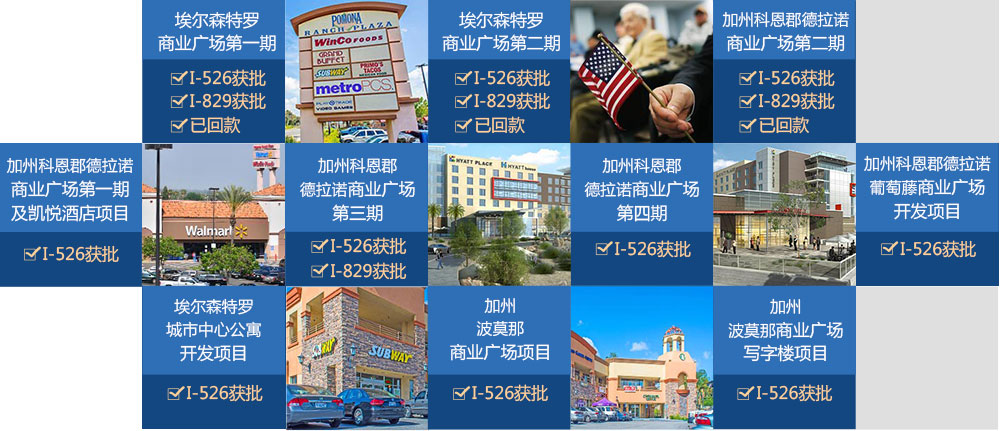 埃尔森特罗
商业广场第一期
I-526获批
I-829获批
已回款
POMONA
RANCH PLAZA
WinCo FOODS
GRAND
BUFFET
SUBWAY
PRIMO'S
TACOS
metroPCS
PLAY N TRADE
VIDEO GAMES
埃尔森特罗
商业广场第二期
I-526获批
I-829获批
已回款
加州科恩郡德拉诺
商业广场第二期
I-526获批
I-829获批
已回款
加州科恩郡德拉诺
商业广场第一期
及凯悦酒店项目
I-526获批
Walmart
加州科恩郡
德拉诺商业广场
第三期
I-526获批
I-829获批
HYATT PLACE
HYATT house
加州科恩郡
德拉诺商业广场
第四期
I-526获批
加州科恩郡德拉诺
葡萄藤商业广场
开发项目
I-526获批
埃尔森特罗
城市中心公寓
开发项目
I-526获批
SUBWAY
SUBWAY
加州
波莫那
商业广场项目
I-526获批
加州
波莫那商业广场
写字楼项目
I-526获批